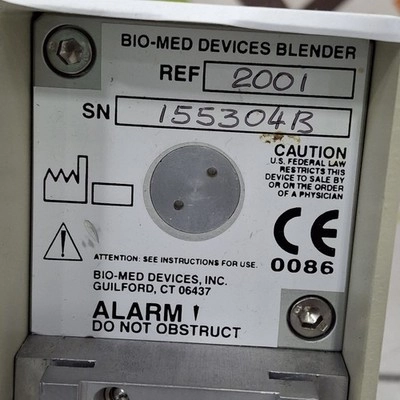 BIO-MED DEVICES BLENDER
REF 2001
SN 155304B
CAUTION
U.S. FEDERAL LAW
RESTRICTS THIS
DEVICE TO SALE BY
OR ON THE ORDER
OF A PHYSICIAN
CE
0086
ATTENTION: SEE INSTRUCTIONS FOR USE.
BIO-MED DEVICES, INC.
GUILFORD, CT 06437
ALARM !
DO NOT OBSTRUCT